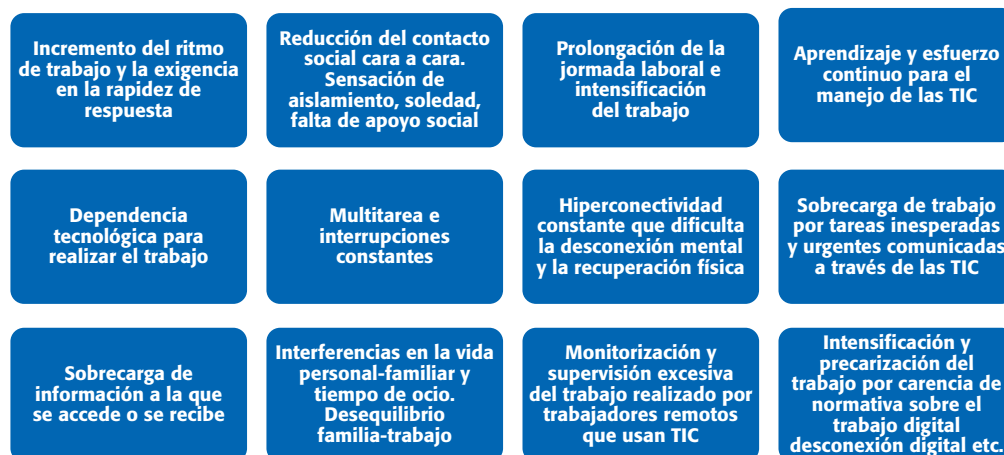 Incremento del ritmo
de trabajo y la exigencia
en la rapidez de
respuesta
Reducción del contacto
social cara a cara.
Sensación de
aislamiento, soledad,
falta de apoyo social
Prolongación de la
jornada laboral e
intensificación
del trabajo
Aprendizaje y esfuerzo
continuo para el
manejo de las TIC
Dependencia
tecnológica para
realizar el trabajo
Multitarea e
interrupciones
constantes
Hiperconectividad
constante que dificulta
la desconexión mental
y la recuperación física
Sobrecarga de trabajo
por tareas inesperadas
y urgentes comunicadas
a través de las TIC
Sobrecarga de
información a la que
se accede o se recibe
Interferencias en la vida
personal-familiar y
tiempo de ocio.
Desequilibrio
familia-trabajo
Monitorización y
supervisión excesiva
del trabajo realizado por
trabajadores remotos
que usan TIC
Intensificación y
precarización del
trabajo por carencia de
normativa sobre el
trabajo digital
desconexión digital etc.